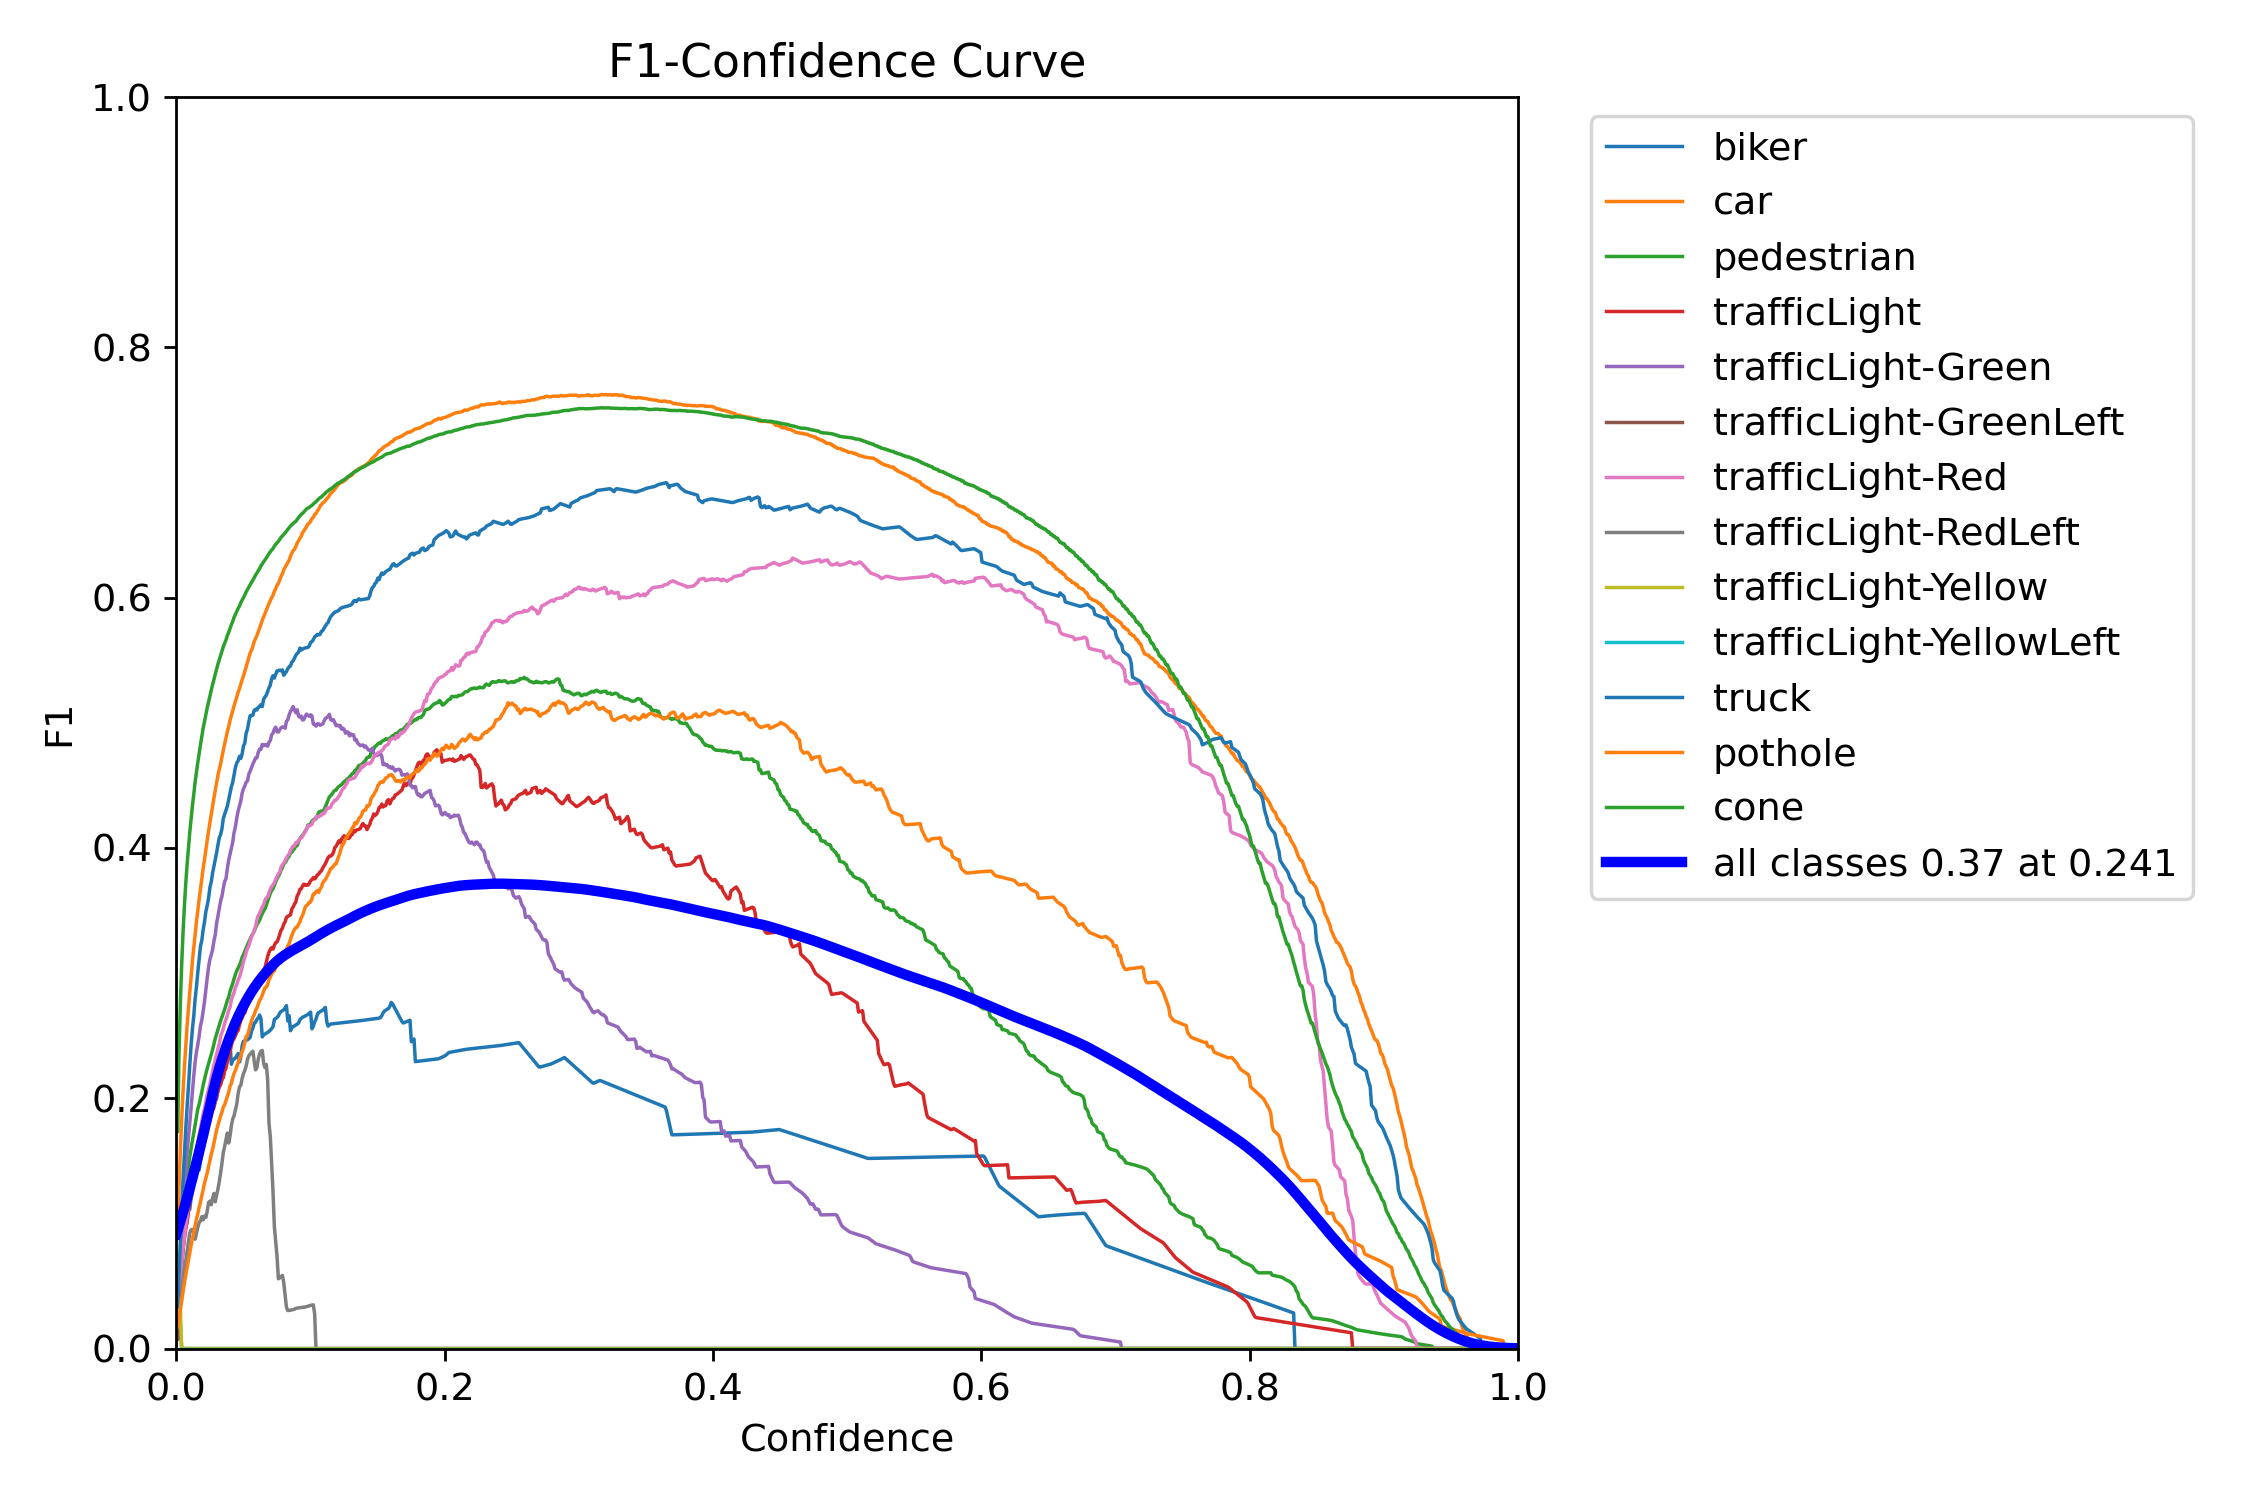 F1-Confidence Curve
1.0
0.8
0.6
0.4
0.2
0.0
F1
0.0 0.2 0.4 0.6 0.8 1.0
Confidence
biker
car
pedestrian
trafficLight
trafficLight-Green
trafficLight-GreenLeft
trafficLight-Red
trafficLight-RedLeft
trafficLight-Yellow
trafficLight-YellowLeft
truck
pothole
cone
all classes 0.37 at 0.241